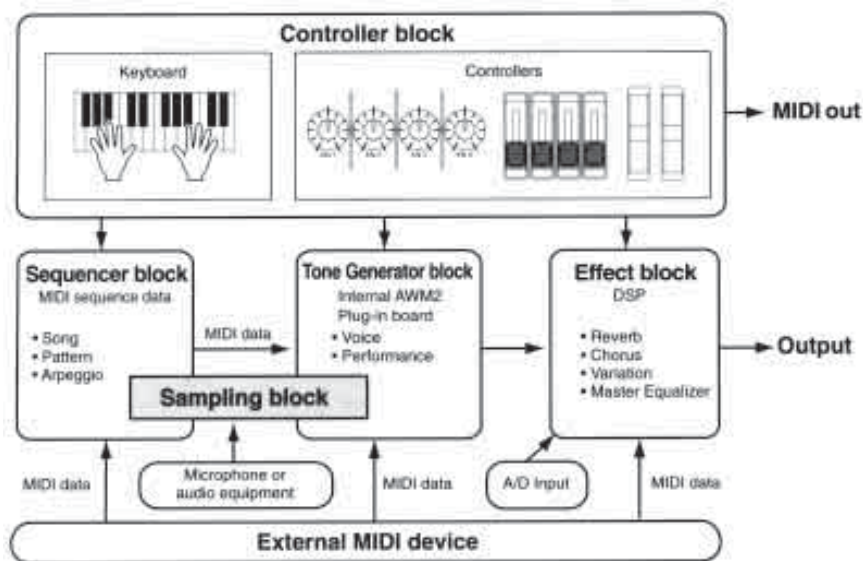 Controller block
Keyboard
Controllers
MIDI out
Sequencer block
MIDI sequence data
• Song
• Pattern
• Arpeggio
MIDI data
Tone Generator block
Internal AWM2
Plug-in board
• Voice
• Performance
Effect block
DSP
• Reverb
• Chorus
• Variation
• Master Equalizer
Output
Sampling block
MIDI data
Microphone or
audio equipment
MIDI data
A/D Input
MIDI data
External MIDI device